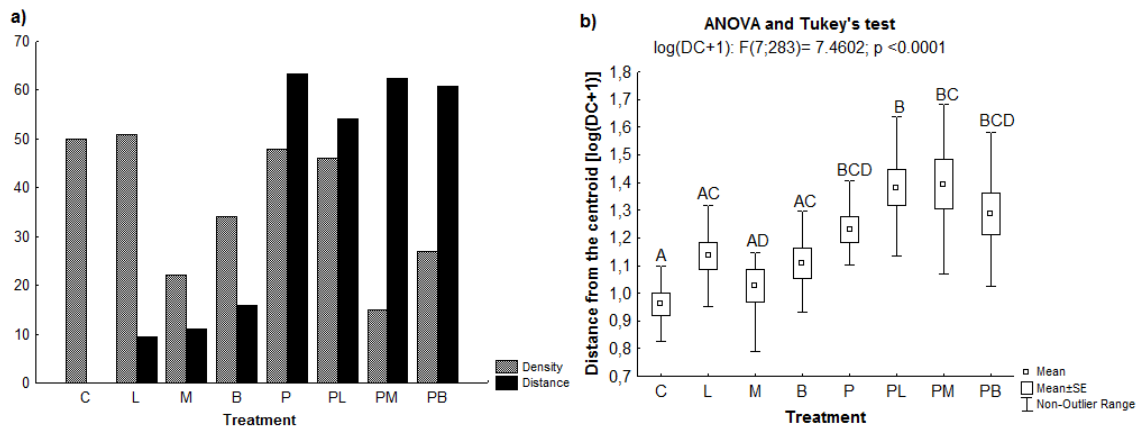 a)
70
60
50
40
30
20
10
0
C L M B P PL PM PB
Treatment
Density
Distance
b)
ANOVA and Tukey's test
log(DC+1): F(7;283)= 7.4602; p <0.0001
Distance from the centroid [log(DC+1)]
1,8
1,7
1,6
1,5
1,4
1,3
1,2
1,1
1,0
0,9
0,8
0,7
A AC AD AC BCD B BC BCD
C L M B P PL PM PB
Treatment
Mean
Mean±SE
Non-Outlier Range